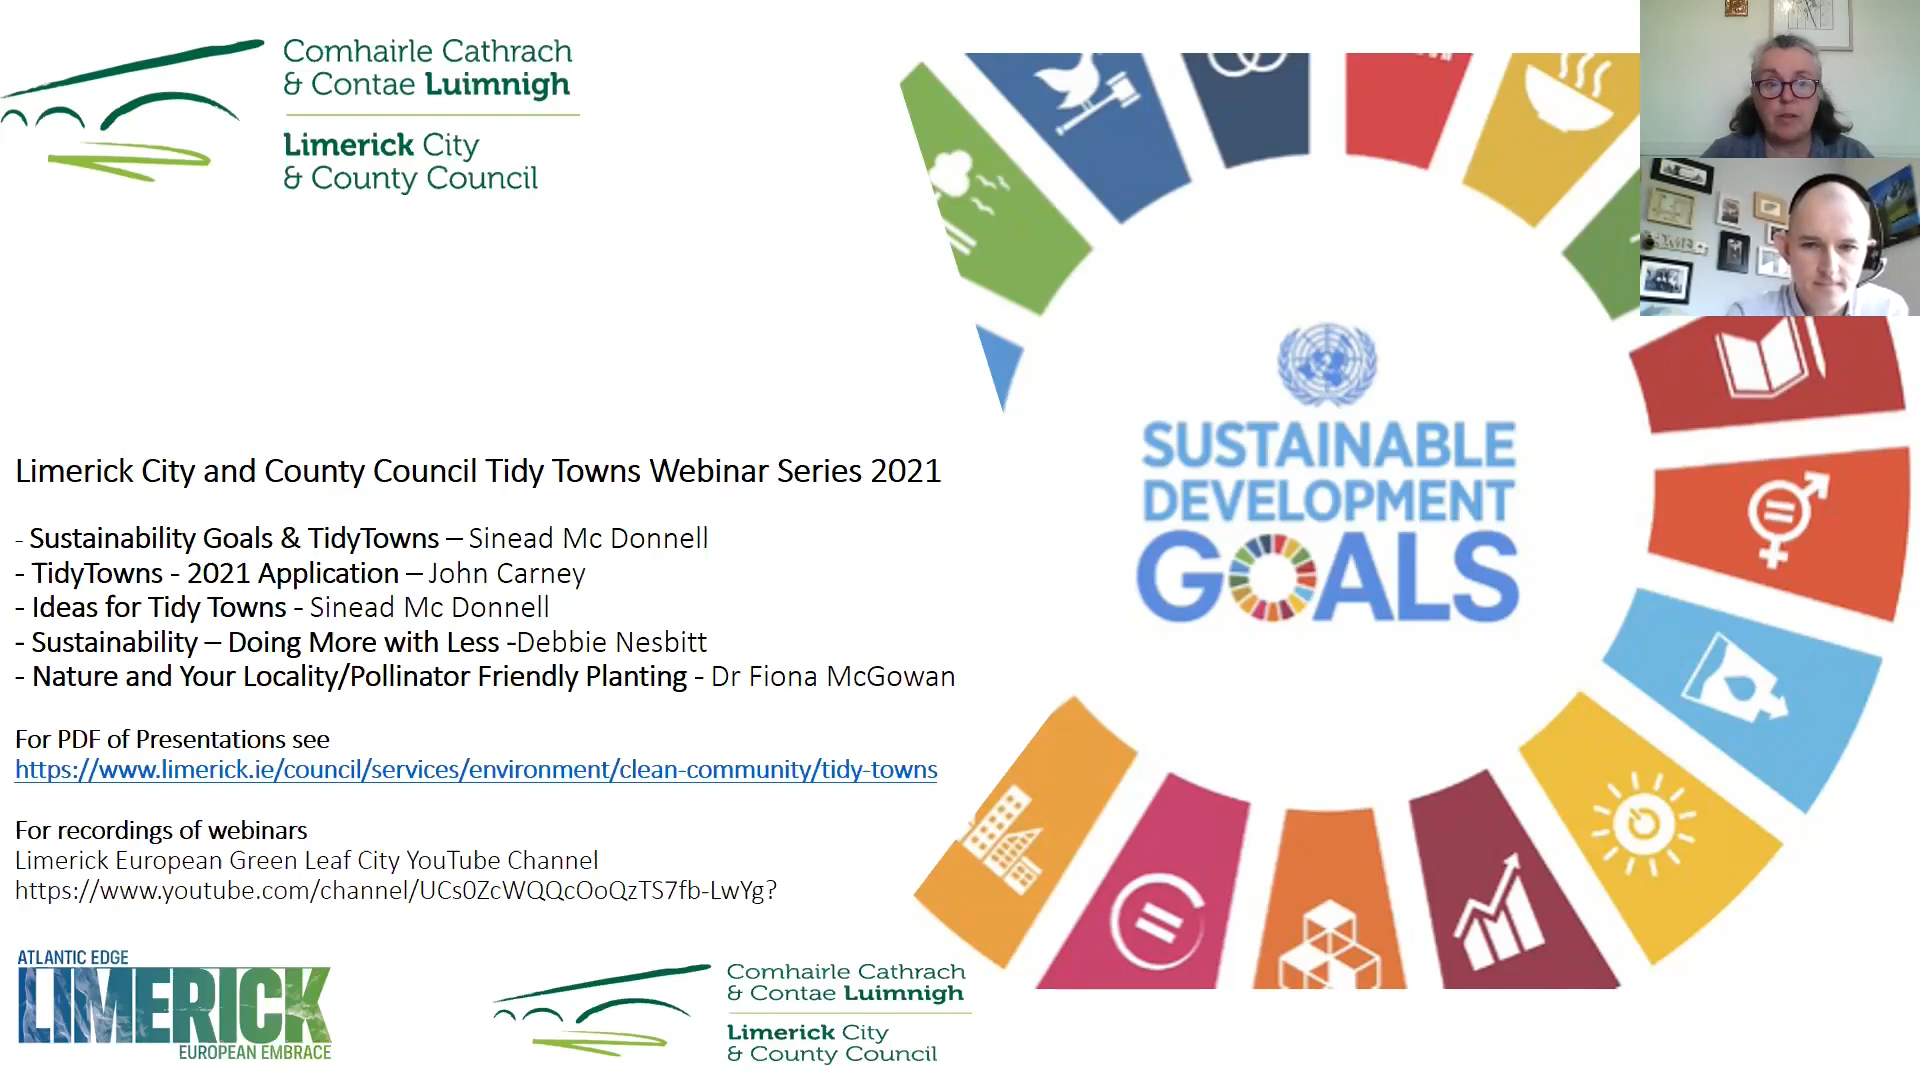 Comhairle Cathrach
& Contae Luimnigh
Limerick City
& County Council
SUSTAINABLE
DEVELOPMENT
GOALS
Limerick City and County Council Tidy Towns Webinar Series 2021
- Sustainability Goals & TidyTowns – Sinead Mc Donnell
- TidyTowns - 2021 Application – John Carney
- Ideas for Tidy Towns - Sinead Mc Donnell
- Sustainability – Doing More with Less -Debbie Nesbitt
- Nature and Your Locality/Pollinator Friendly Planting - Dr Fiona McGowan
For PDF of Presentations see
https://www.limerick.ie/council/services/environment/clean-community/tidy-towns
For recordings of webinars
Limerick European Green Leaf City YouTube Channel
https://www.youtube.com/channel/UCs0ZcWQQcOoQzTS7fb-LwYg?
ATLANTIC EDGE
LIMERICK
EUROPEAN EMBRACE
Comhairle Cathrach
& Contae Luimnigh
Limerick City
& County Council